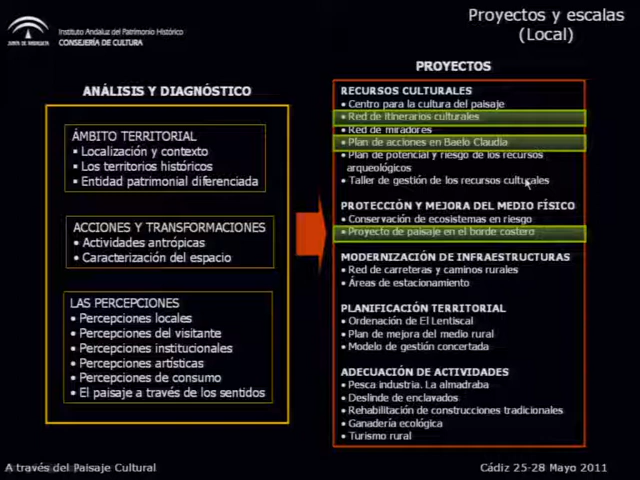 Proyectos y escalas
(Local)
JUNTA DE ANDALUCIA
Instituto Andaluz del Patrimonio Histórico
CONSEJERÍA DE CULTURA
ANÁLISIS Y DIAGNÓSTICO
ÁMBITO TERRITORIAL
• Localización y contexto
• Los territorios históricos
• Entidad patrimonial diferenciada
ACCIONES Y TRANSFORMACIONES
• Actividades antrópicas
• Caracterización del espacio
LAS PERCEPCIONES
• Percepciones locales
• Percepciones del visitante
• Percepciones institucionales
• Percepciones artísticas
• Percepciones de consumo
• El paisaje a través de los sentidos
PROYECTOS
RECURSOS CULTURALES
• Centro para la cultura del paisaje
• Red de itinerarios culturales
• Red de miradores
• Plan de acciones en Baelo Claudia
• Plan de potencial y riesgo de los recursos
arqueológicos
• Taller de gestión de los recursos culturales
PROTECCIÓN Y MEJORA DEL MEDIO FÍSICO
• Conservación de ecosistemas en riesgo
• Proyecto de paisaje en el borde costero
MODERNIZACIÓN DE INFRAESTRUCTURAS
• Red de carreteras y caminos rurales
• Áreas de estacionamiento
PLANIFICACIÓN TERRITORIAL
• Ordenación de El Lentiscal
• Plan de mejora del medio rural
• Modelo de gestión concertada
ADECUACIÓN DE ACTIVIDADES
• Pesca industria. La almadraba
• Deslinde de enclavados
• Rehabilitación de construcciones tradicionales
• Ganadería ecológica
• Turismo rural
A través del Paisaje Cultural
Cádiz 25-28 Mayo 2011